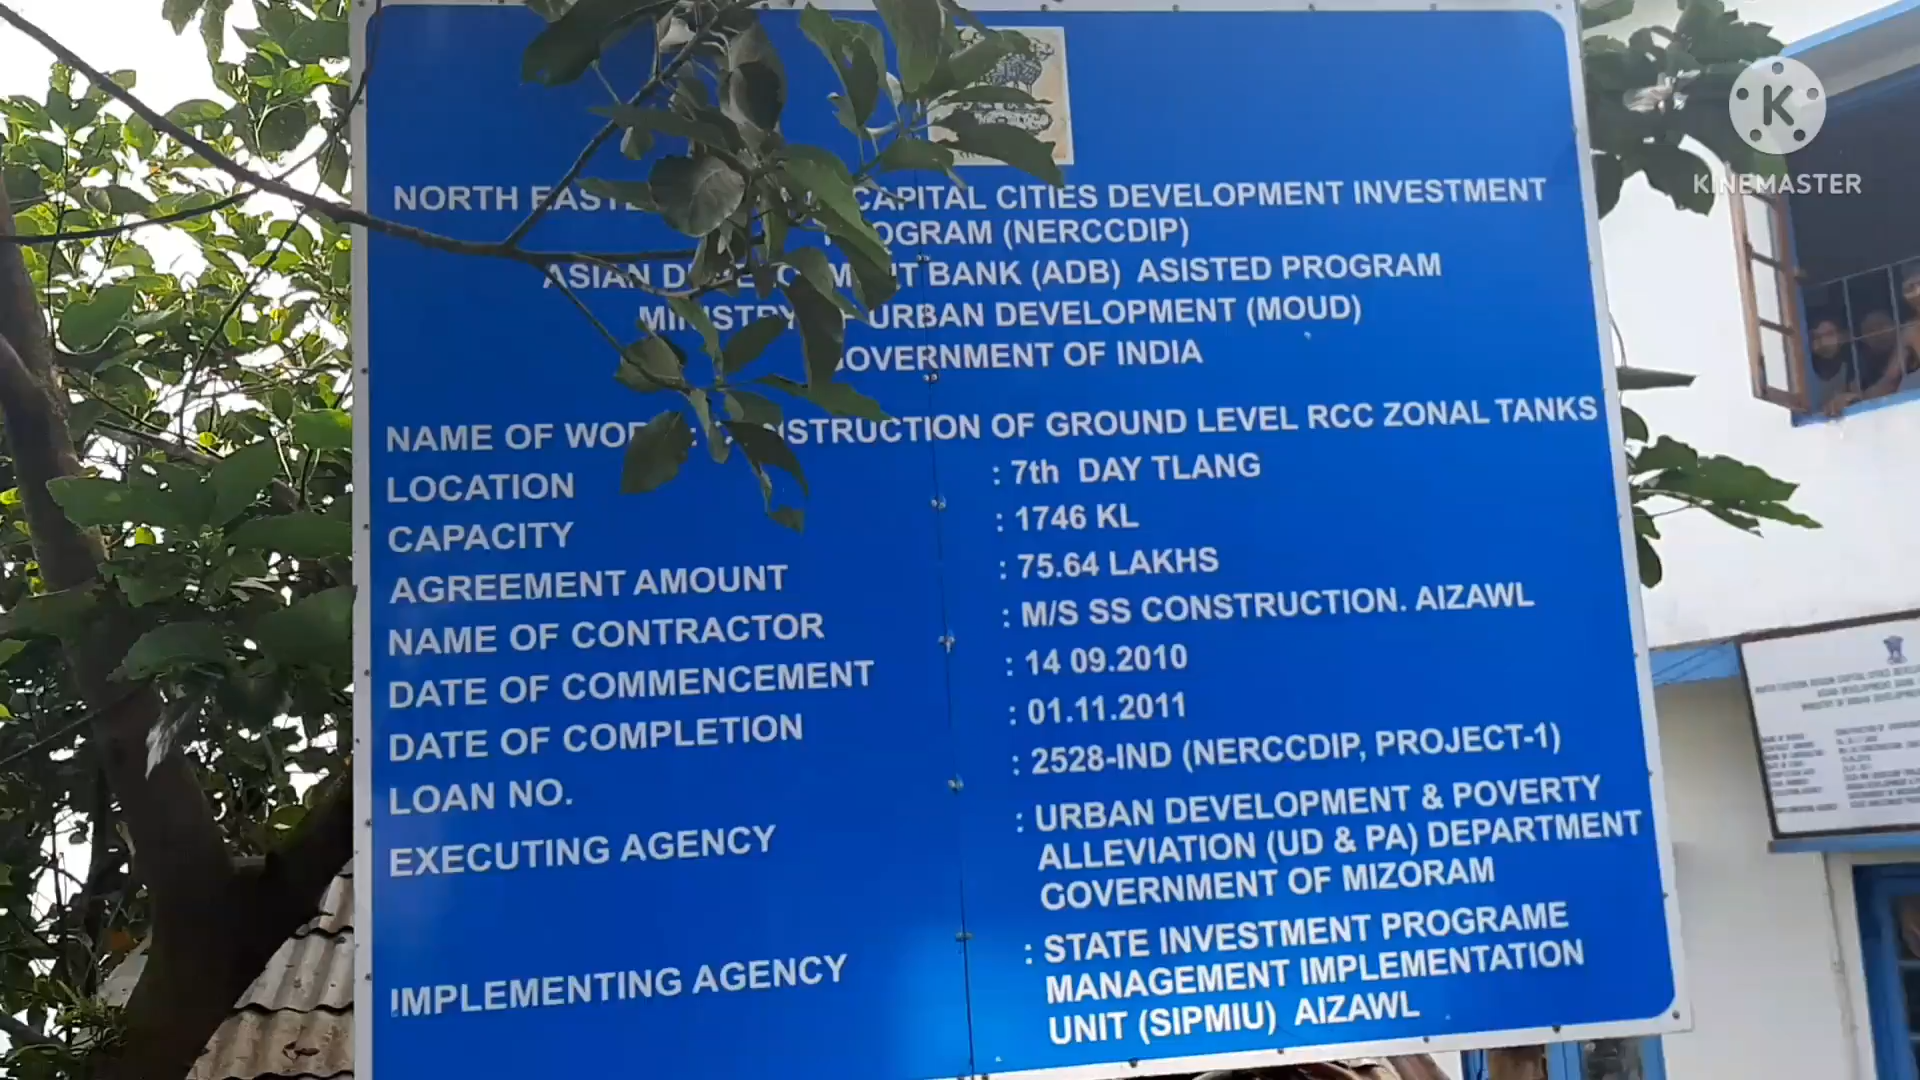 NORTH CAPITAL CITIES DEVELOPMENT INVESTMENT
(NERCCDIP)
ASIAN BANK (ADB) ASISTED PROGRAM
URBAN DEVELOPMENT (MOUD)
GOVERNMENT OF INDIA
NAME OF WORK : CONSTRUCTION OF GROUND LEVEL RCC ZONAL TANKS
LOCATION : 7th DAY TLANG
CAPACITY : 1746 KL
AGREEMENT AMOUNT : 75.64 LAKHS
NAME OF CONTRACTOR : M/S SS CONSTRUCTION. AIZAWL
DATE OF COMMENCEMENT : 14 09.2010
DATE OF COMPLETION : 01.11.2011
LOAN NO. : 2528-IND (NERCCDIP, PROJECT-1)
EXECUTING AGENCY : URBAN DEVELOPMENT & POVERTY
ALLEVIATION (UD & PA) DEPARTMENT
GOVERNMENT OF MIZORAM
IMPLEMENTING AGENCY : STATE INVESTMENT PROGRAME
MANAGEMENT IMPLEMENTATION
UNIT (SIPMIU) AIZAWL
K
KINEMASTER